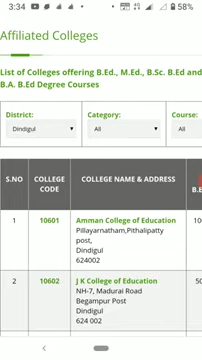 3:34
58%
Affiliated Colleges
List of Colleges offering B.Ed., M.Ed., B.Sc. B.Ed and
B.A. B.Ed Degree Courses
District: Category: Course:
Dindigul All All
S.NO COLLEGE CODE COLLEGE NAME & ADDRESS
1 10601 Amman College of Education
Pillayarnatham,Pithalipatty
post,
Dindigul
624002
2 10602 J K College of Education
NH-7, Madurai Road
Begampur Post
Dindigul
624 002